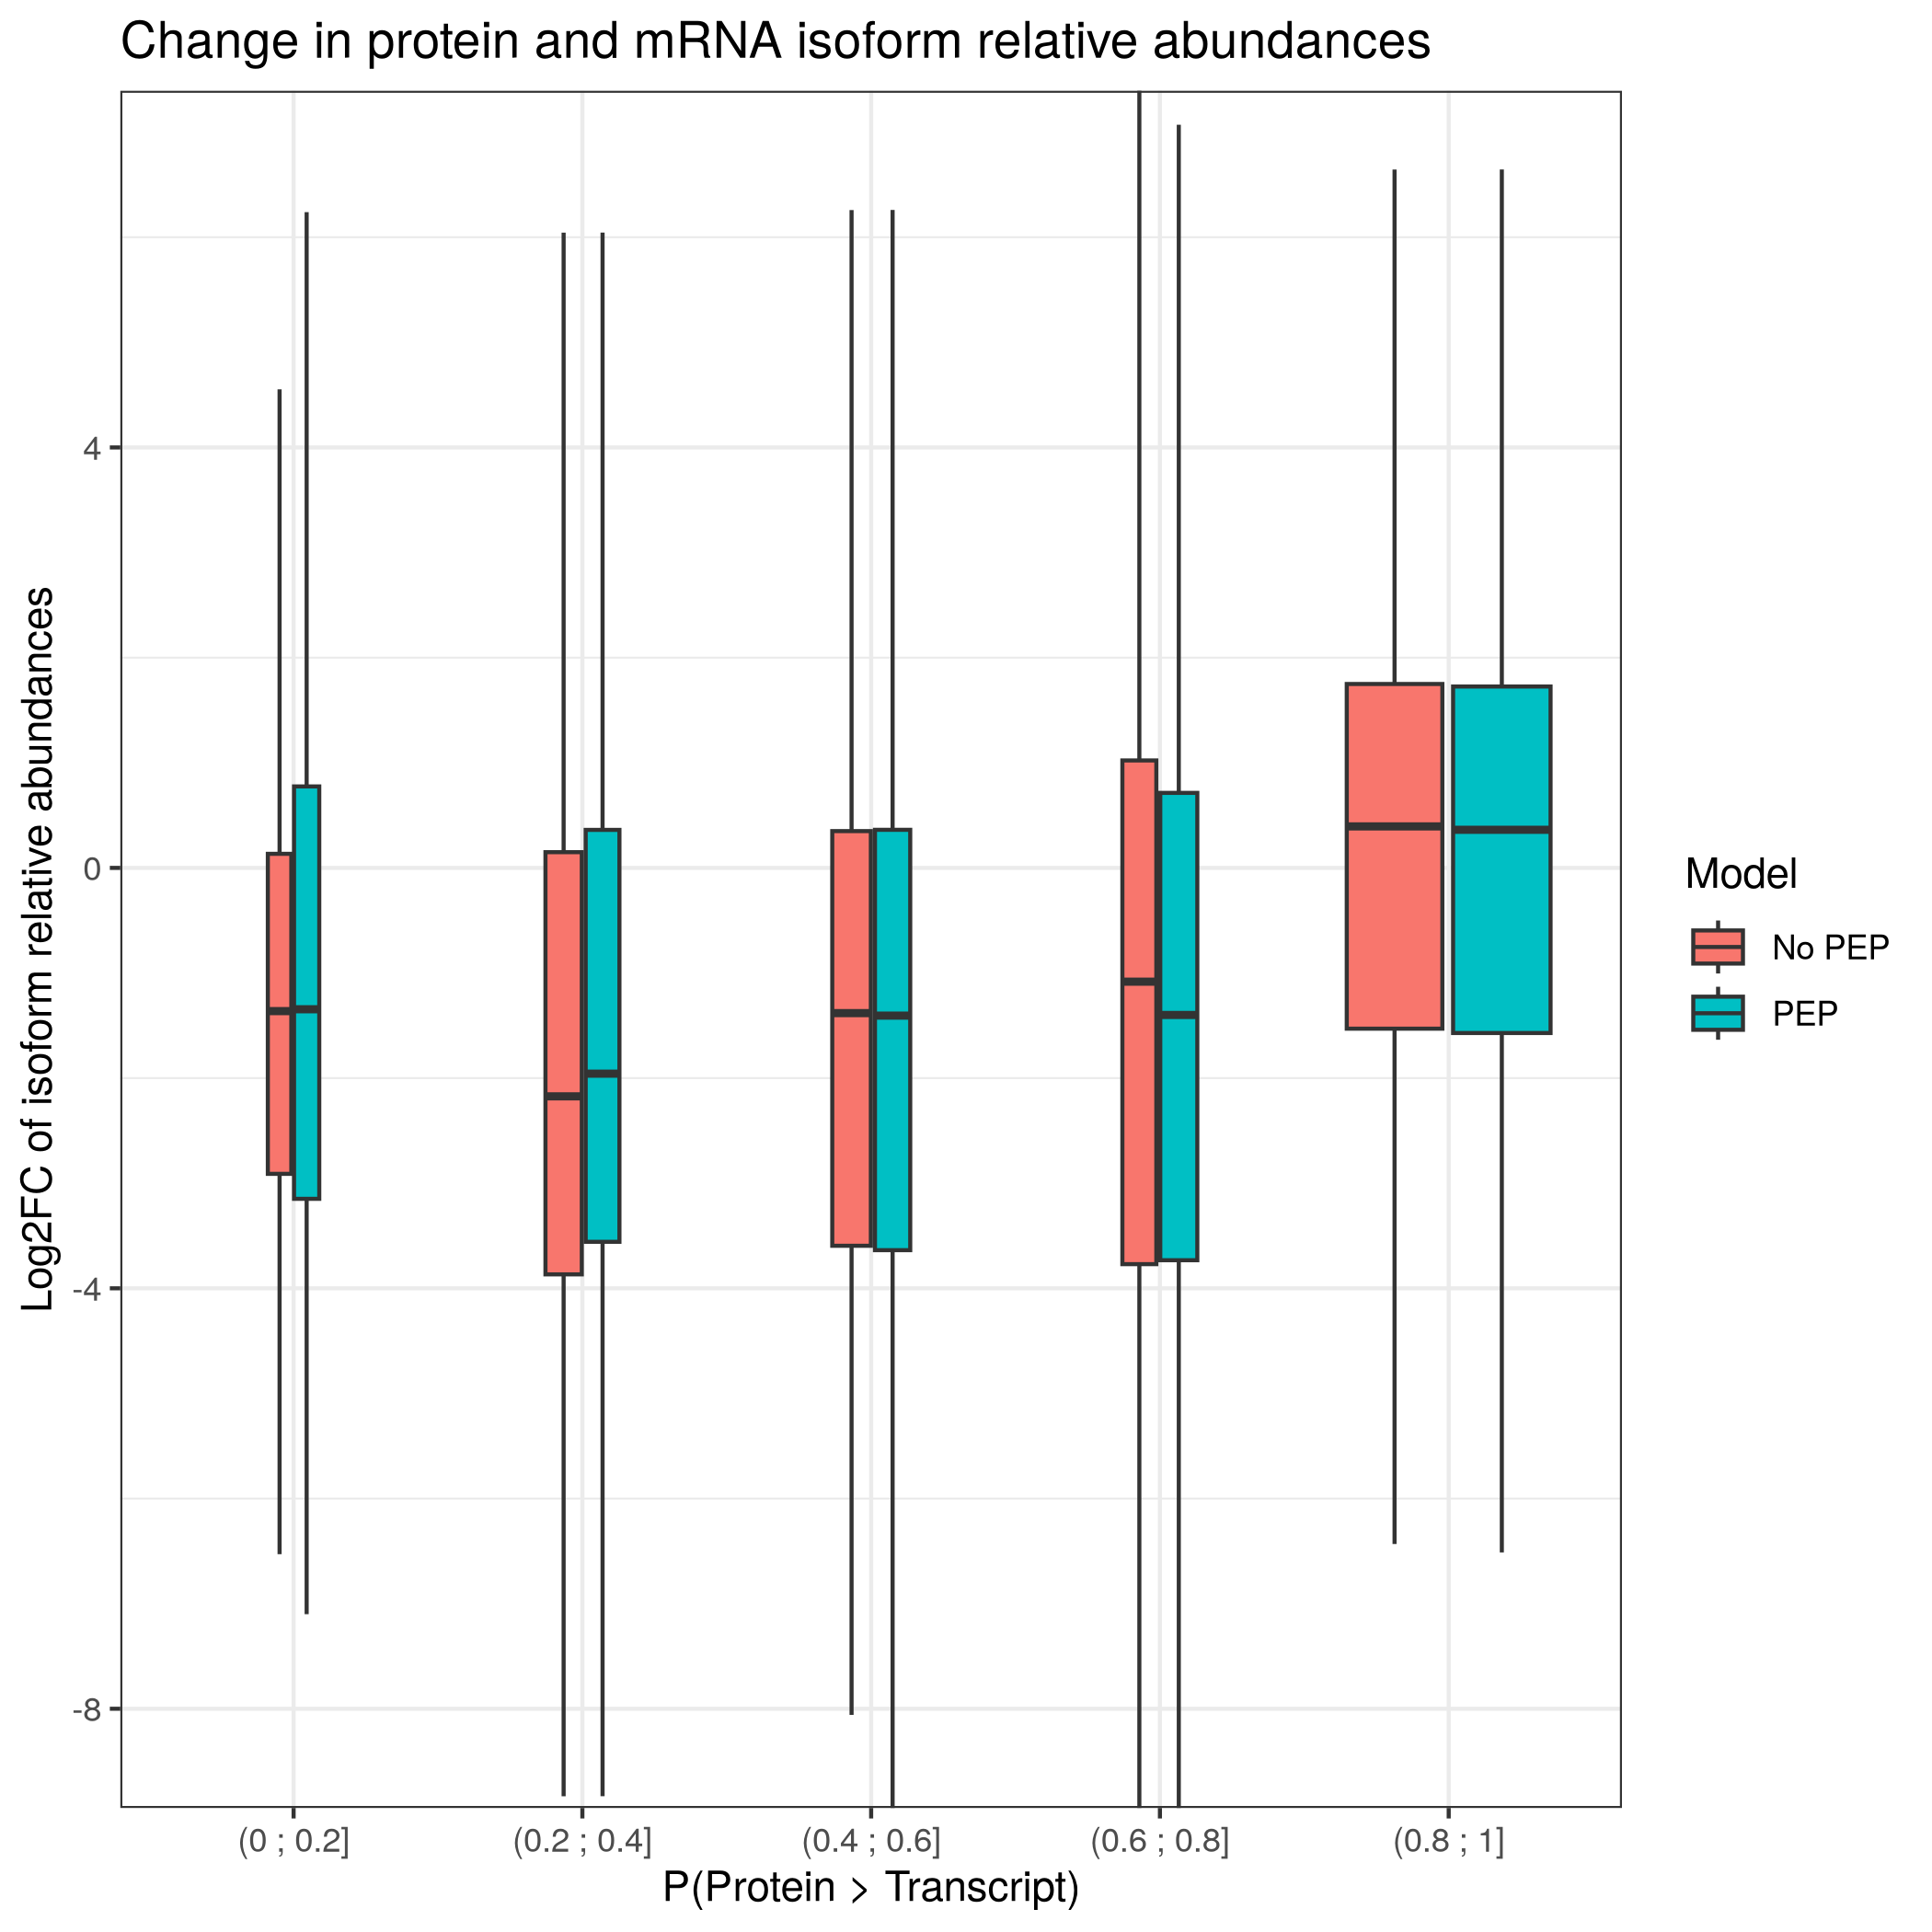 Change in protein and mRNA isoform relative abundances
Log2FC of isoform relative abundances
4
0
-4
-8
(0 ; 0.2]
(0.2 ; 0.4]
(0.4 ; 0.6]
(0.6 ; 0.8]
(0.8 ; 1]
P(Protein > Transcript)
Model
No PEP
PEP